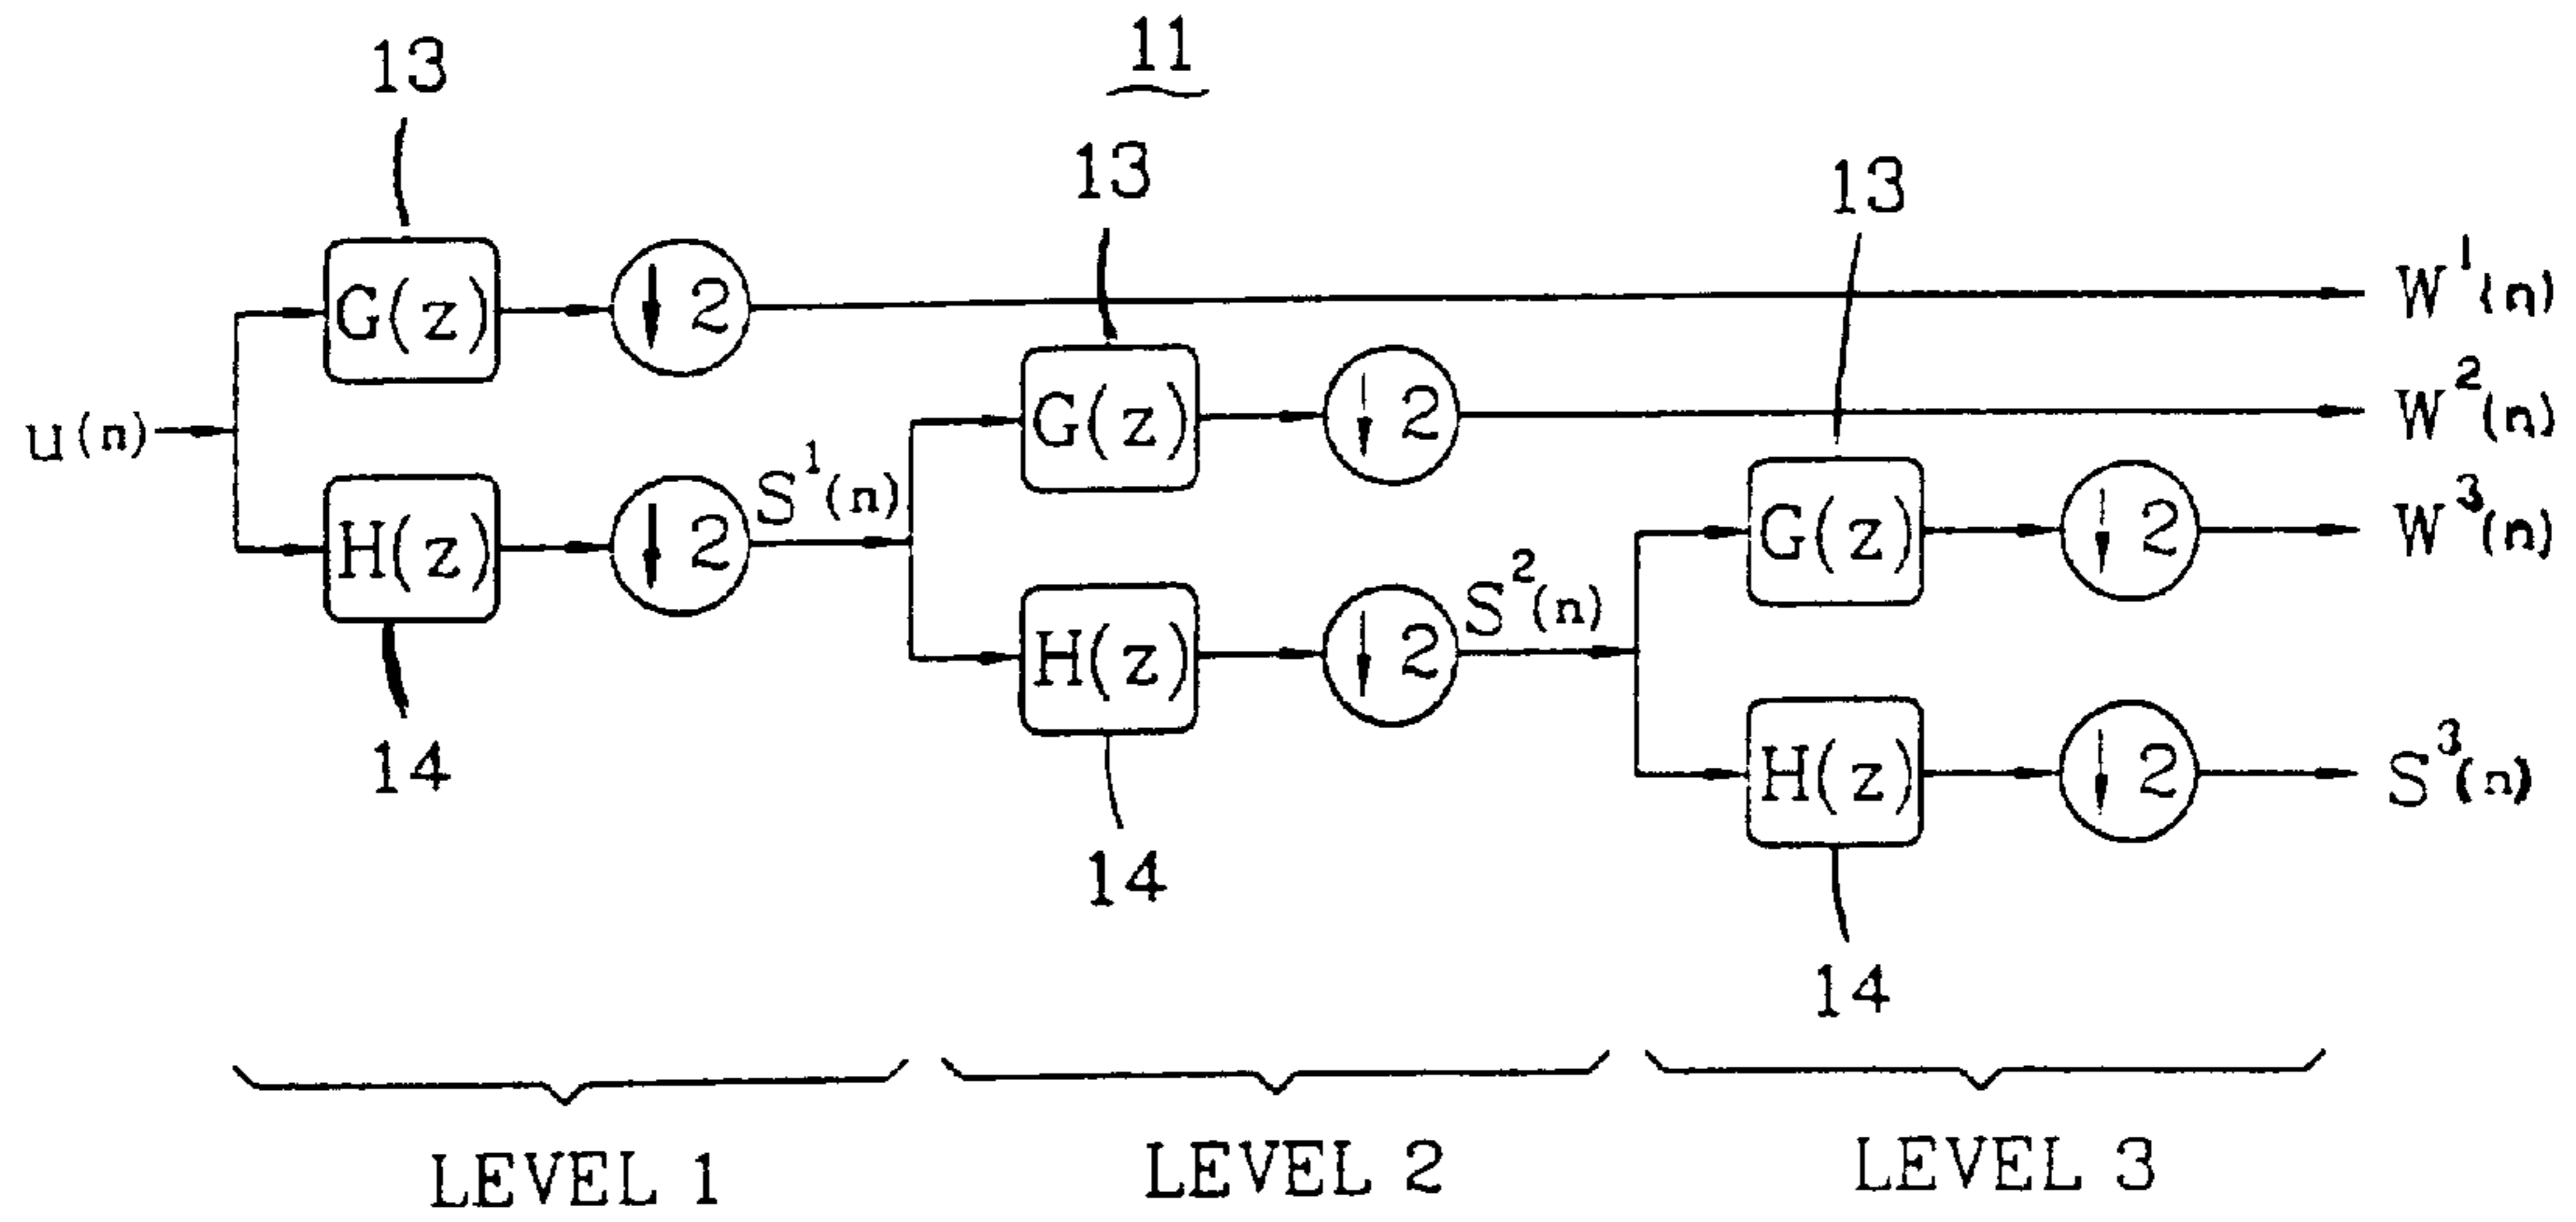 11
13
13
13
G(z)
↓ 2
W¹(n)
G(z)
↓ 2
W²(n)
u(n)
S¹(n)
G(z)
↓ 2
W³(n)
H(z)
↓ 2
S²(n)
H(z)
↓ 2
H(z)
↓ 2
S³(n)
14
14
14
LEVEL 1
LEVEL 2
LEVEL 3